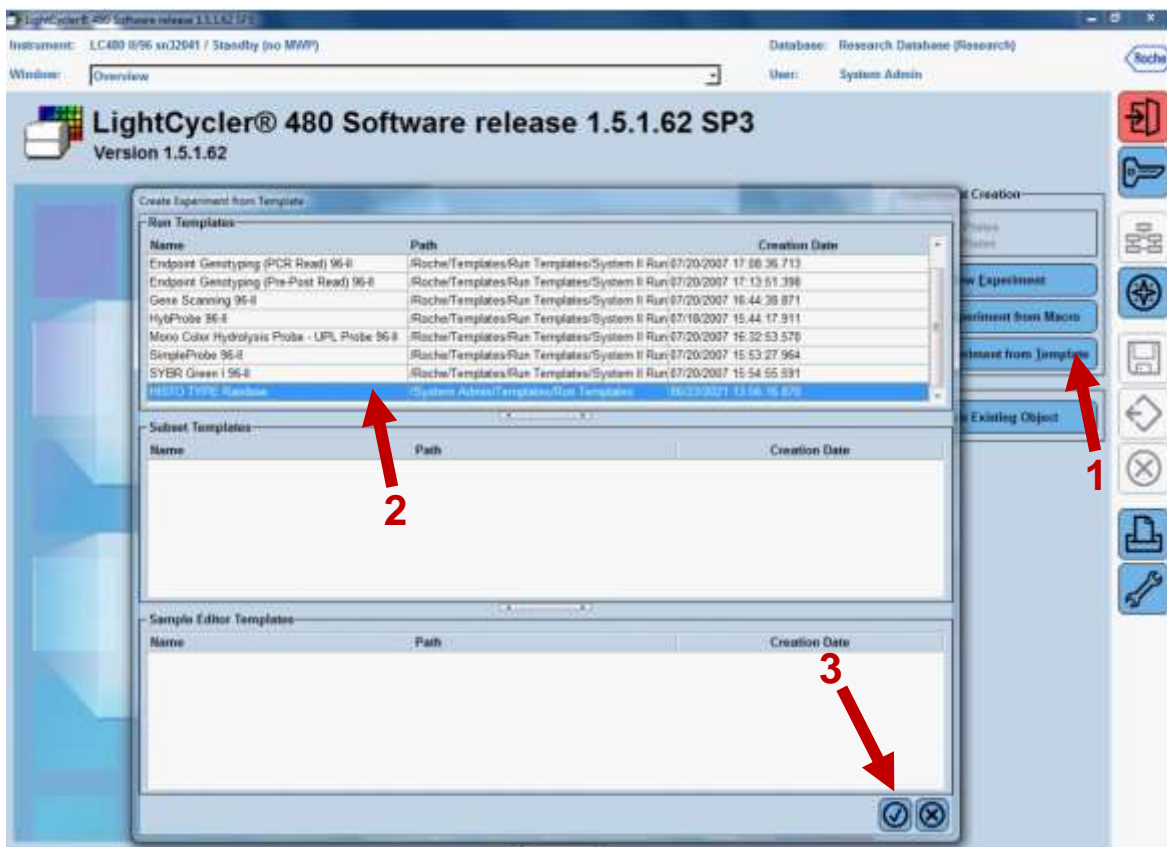 LightCycler® 480 Software release 1.5.1.62 SP3
Instrument: LC480 II/96 sn32041 / Standby (no MWP) Database: Research Database (Research)
Roche
Window: Overview User: System Admin
LightCycler® 480 Software release 1.5.1.62 SP3
Version 1.5.1.62
Create Experiment from Template
Creation
Run Templates
Name Path Creation Date
Endpoint Genotyping (PCR Read) 96-II /Roche/Templates/Run Templates/System II Run 07/20/2007 17:08:36.713
Endpoint Genotyping (Pre-Post Read) 96-II /Roche/Templates/Run Templates/System II Run 07/20/2007 17:13:51.398
Gene Scanning 96-II /Roche/Templates/Run Templates/System II Run 07/20/2007 16:44:39.871
HybProbe 96-II /Roche/Templates/Run Templates/System II Run 07/18/2007 15:44:17.911
Mono Color Hydrolysis Probe - UPL Probe 96-II /Roche/Templates/Run Templates/System II Run 07/20/2007 16:32:53.570
SimpleProbe 96-II /Roche/Templates/Run Templates/System II Run 07/20/2007 15:53:27.964
SYBR Green I 96-II /Roche/Templates/Run Templates/System II Run 07/20/2007 15:54:55.591
HISTO TYPE Rainbow /System Admin/Templates/Run Templates
Experiment
from Macro
from Template
Existing Object
1
2
Subset Templates
Name Path Creation Date
Sample Editor Templates
Name Path Creation Date
3